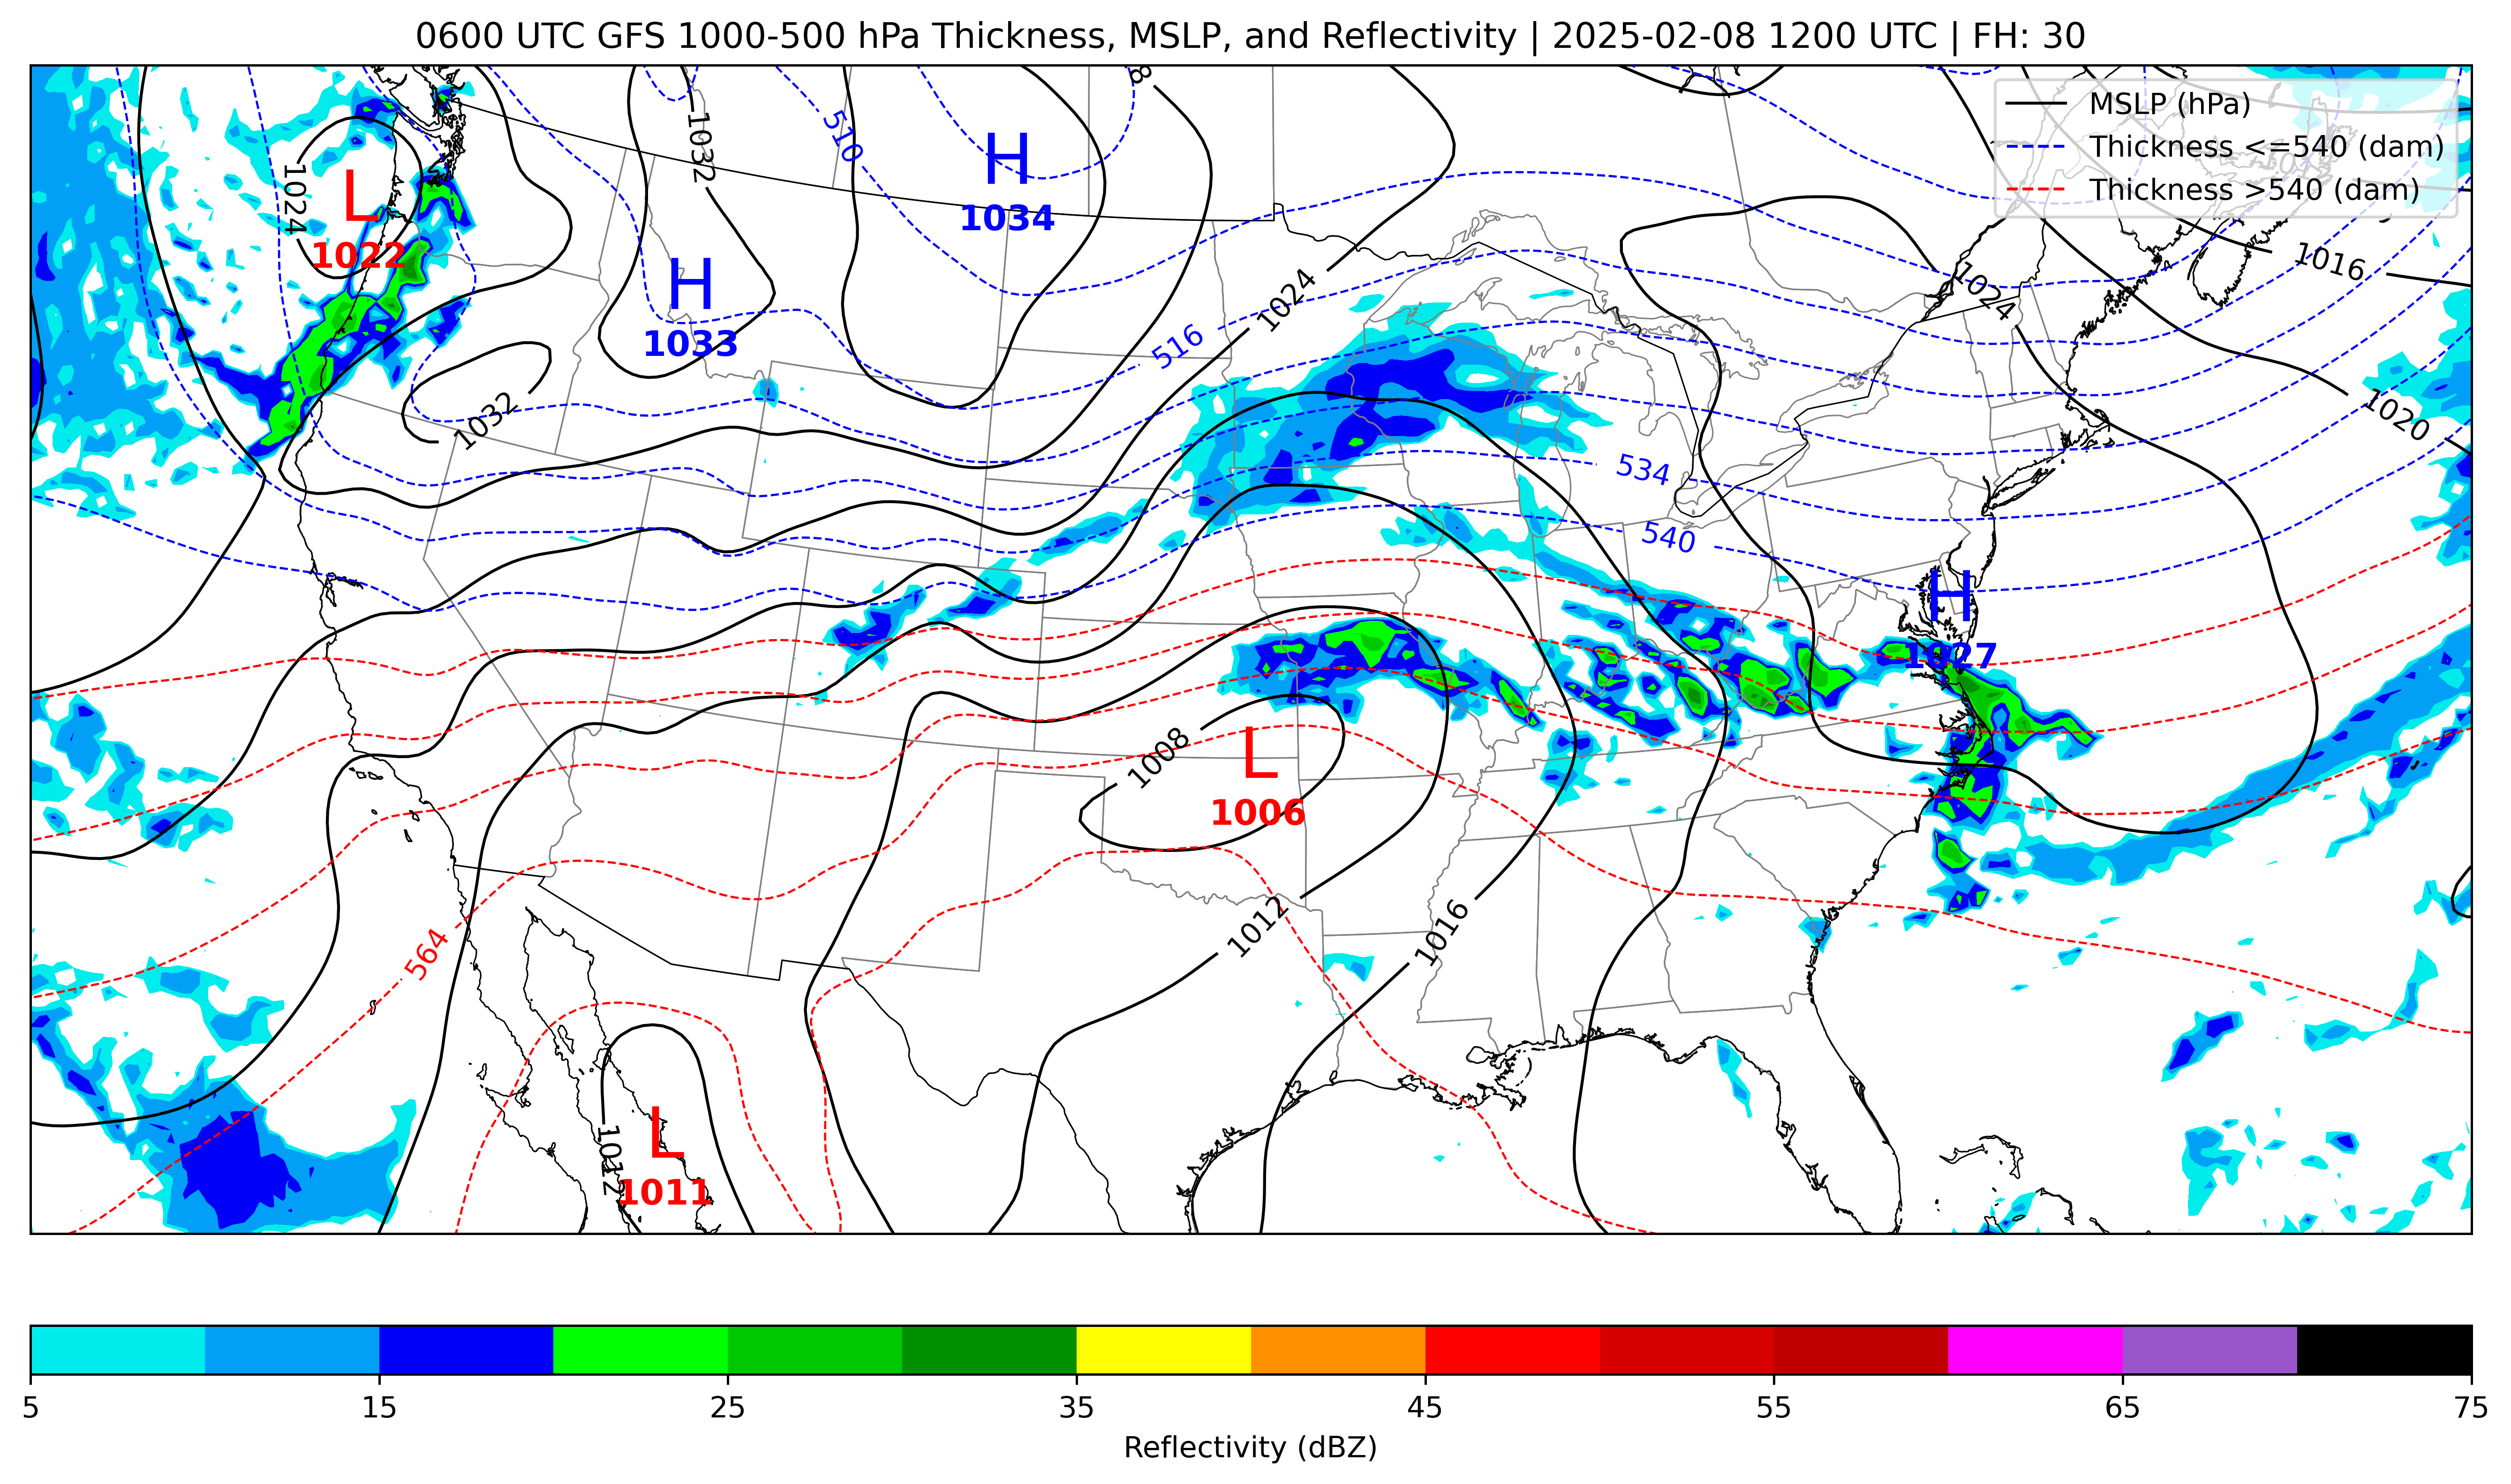 0600 UTC GFS 1000-500 hPa Thickness, MSLP, and Reflectivity | 2025-02-08 1200 UTC | FH: 30
MSLP (hPa)
Thickness <=540 (dam)
Thickness >540 (dam)
8
510
1032
H
1034
1024
L
1022
H
1033
516
1024
1024
1016
1032
1020
534
540
H
1027
1008
L
1006
1012
1016
564
1012
L
1011
5
15
25
35
45
55
65
75
Reflectivity (dBZ)